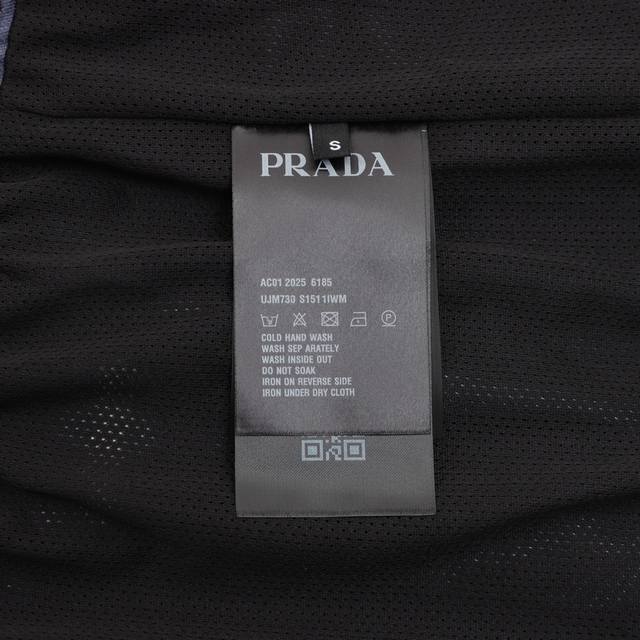 S
PRADA
AC01 2025 6185
UJM730 S1511IWM
COLD HAND WASH
WASH SEP ARATELY
WASH INSIDE OUT
DO NOT SOAK
IRON ON REVERSE SIDE
IRON UNDER DRY CLOTH